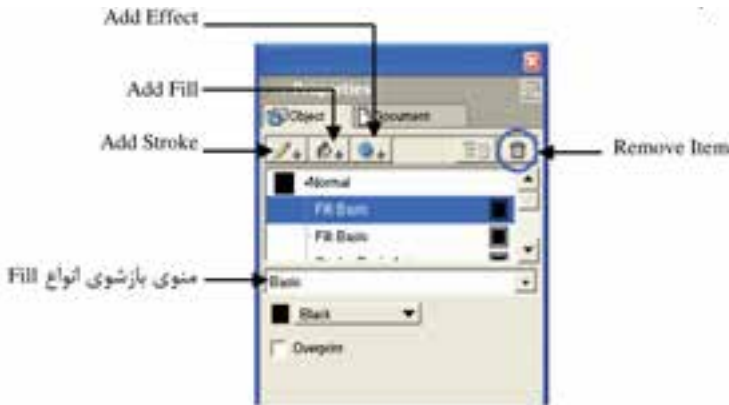 Add Effect
Properties
Add Fill
Object Document
Add Stroke
Remove Item
Normal
Fill Basic
Fill Basic
منوی بازشوی انواع Fill
Basic
Black
Overprint